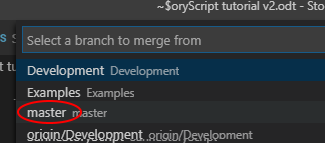 ~$oryScript tutorial v2.odt - Sto
Select a branch to merge from
Development Development
Examples Examples
master master
origin/Development origin/Development